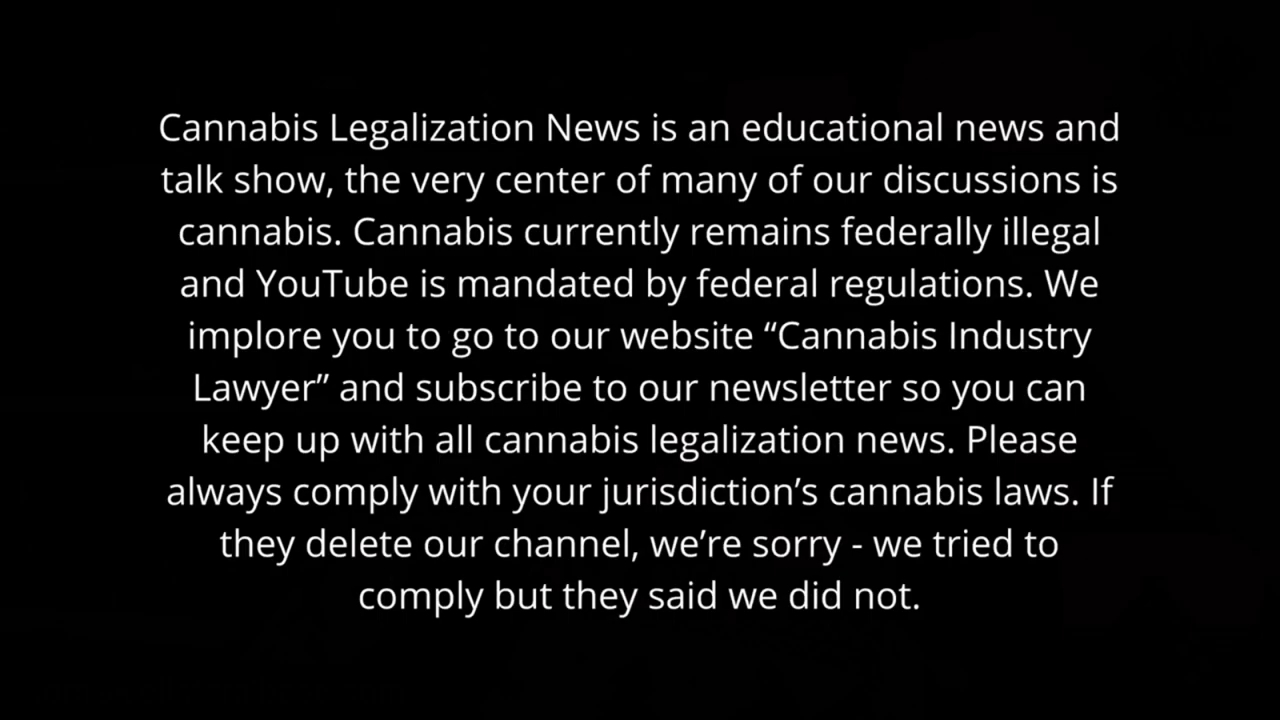 Cannabis Legalization News is an educational news and
talk show, the very center of many of our discussions is
cannabis. Cannabis currently remains federally illegal
and YouTube is mandated by federal regulations. We
implore you to go to our website “Cannabis Industry
Lawyer” and subscribe to our newsletter so you can
keep up with all cannabis legalization news. Please
always comply with your jurisdiction’s cannabis laws. If
they delete our channel, we’re sorry - we tried to
comply but they said we did not.